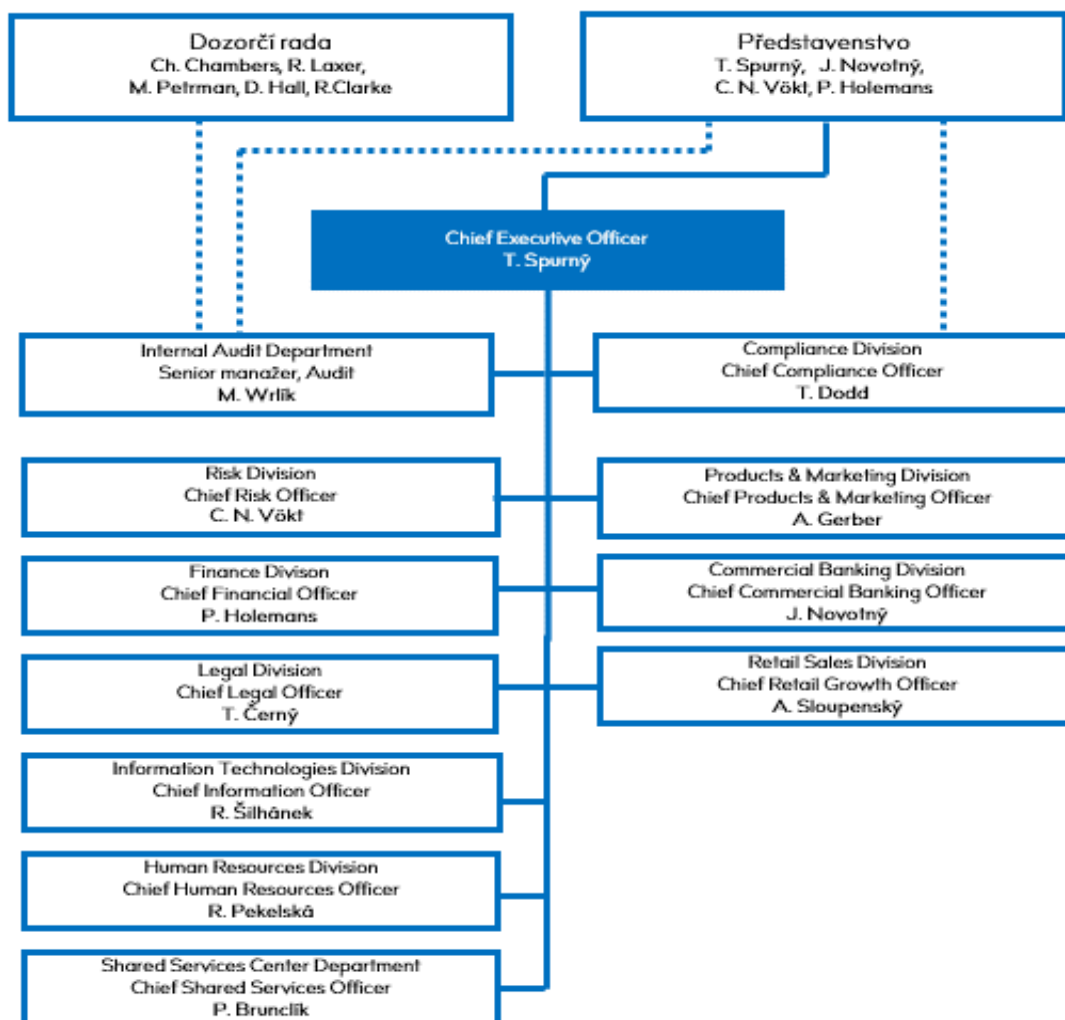 Dozorčí rada
Ch. Chambers, R. Laxer,
M. Petrman, D. Hall, R.Clarke
Představenstvo
T. Spurný, J. Novotný,
C. N. Vökt, P. Holemans
Chief Executive Officer
T. Spurný
Internal Audit Department
Senior manažer, Audit
M. Wrlík
Compliance Division
Chief Compliance Officer
T. Dodd
Risk Division
Chief Risk Officer
C. N. Vökt
Products & Marketing Division
Chief Products & Marketing Officer
A. Gerber
Finance Divison
Chief Financial Officer
P. Holemans
Commercial Banking Division
Chief Commercial Banking Officer
J. Novotný
Legal Division
Chief Legal Officer
T. Černý
Retail Sales Division
Chief Retail Growth Officer
A. Sloupenský
Information Technologies Division
Chief Information Officer
R. Šilhánek
Human Resources Division
Chief Human Resources Officer
R. Pekelská
Shared Services Center Department
Chief Shared Services Officer
P. Brunclík